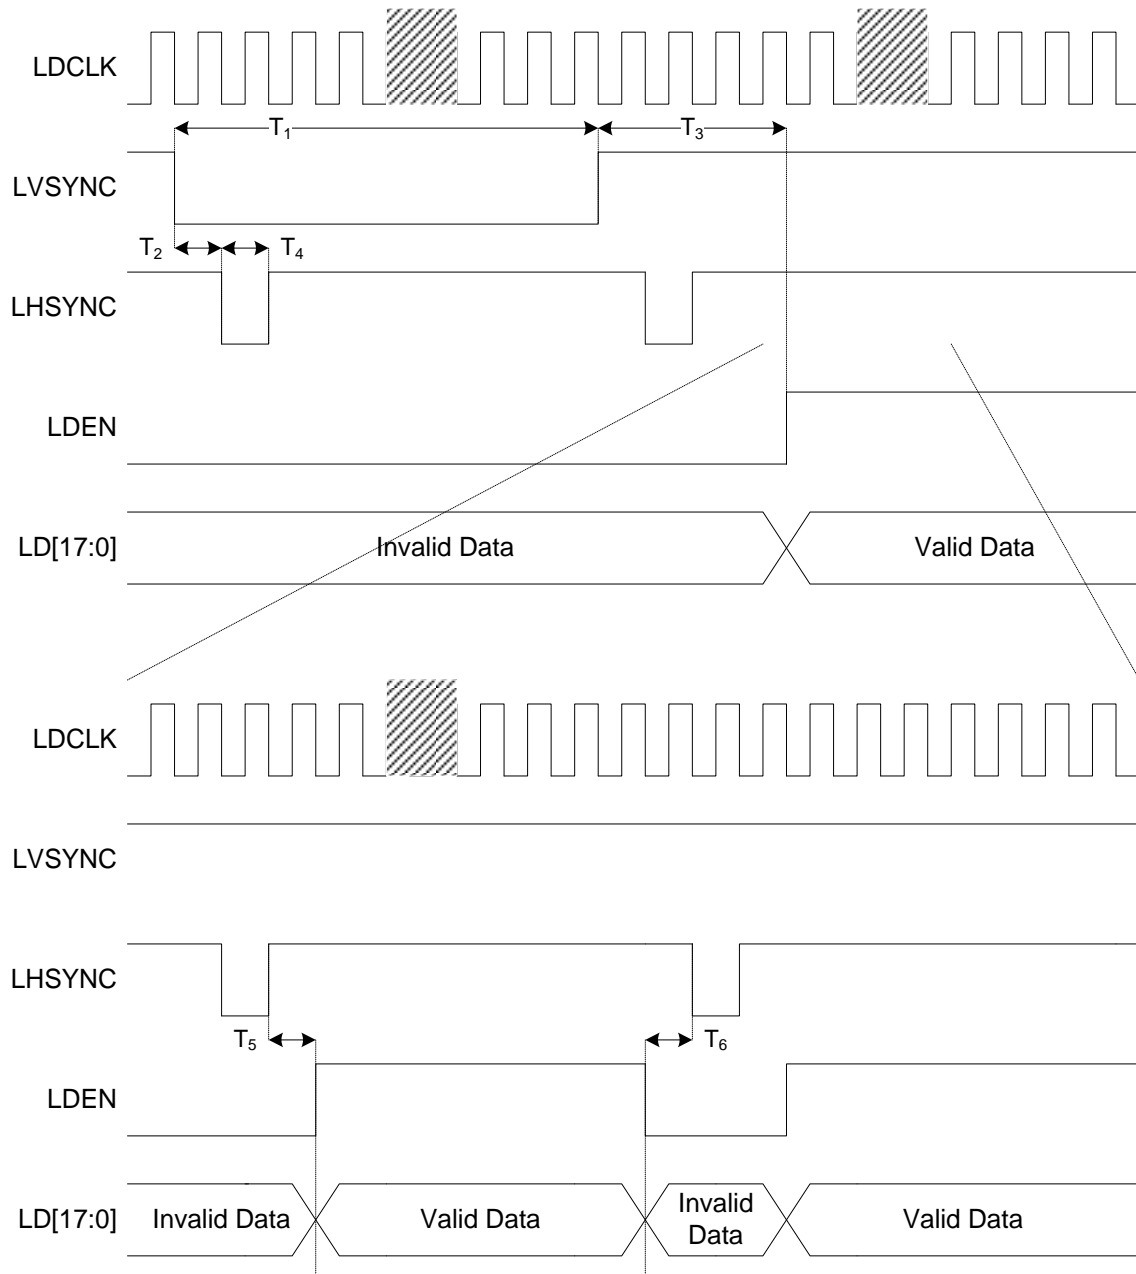 LDCLK
T₁
T₃
LVSYNC
T₂
T₄
LHSYNC
LDEN
LD[17:0]
Invalid Data
Valid Data
LDCLK
LVSYNC
LHSYNC
T₅
T₆
LDEN
LD[17:0]
Invalid Data
Valid Data
Invalid
Data
Valid Data